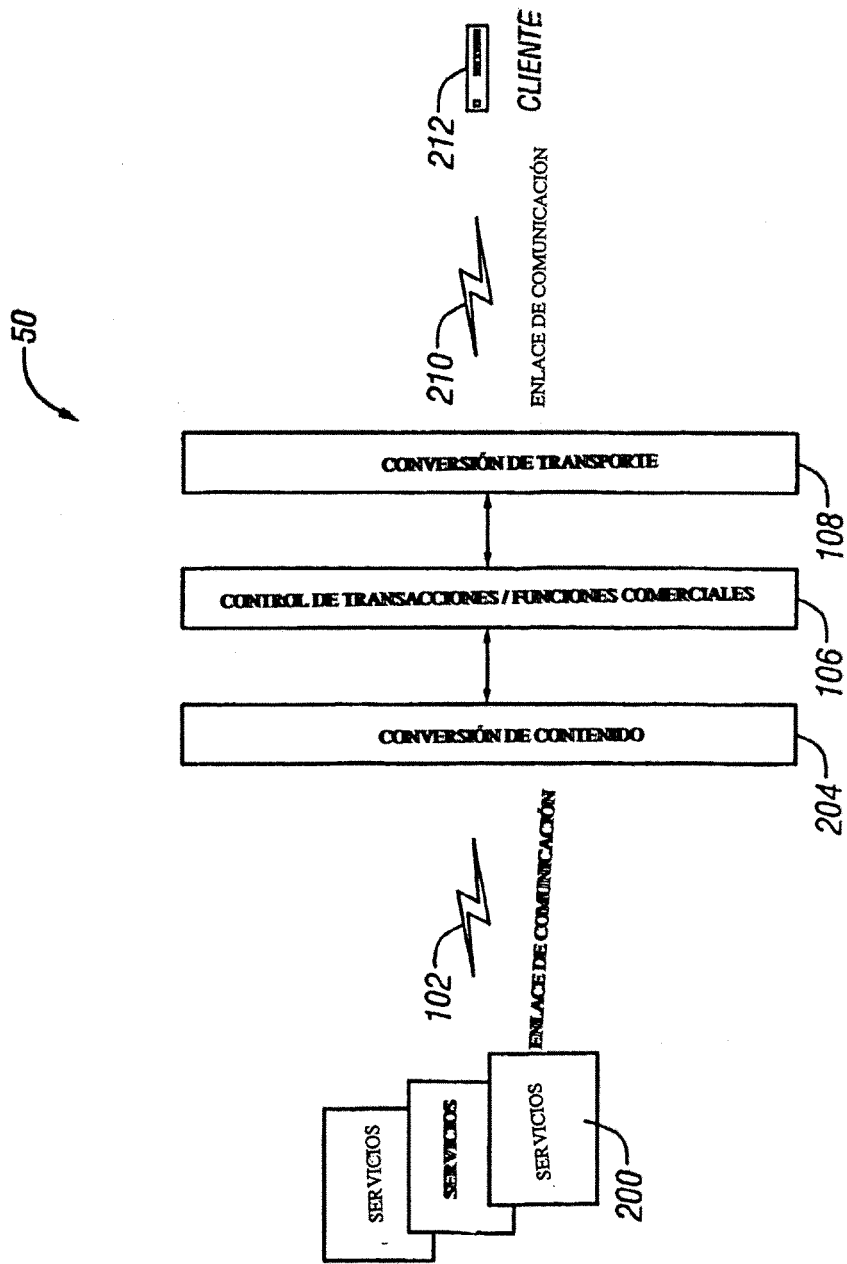 50
SERVICIOS
SERVICIOS
SERVICIOS
200
102
ENLACE DE COMUNICACIÓN
CONVERSIÓN DE CONTENIDO
204
CONTROL DE TRANSACCIONES / FUNCIONES COMERCIALES
106
CONVERSIÓN DE TRANSPORTE
108
210
ENLACE DE COMUNICACIÓN
212
CLIENTE